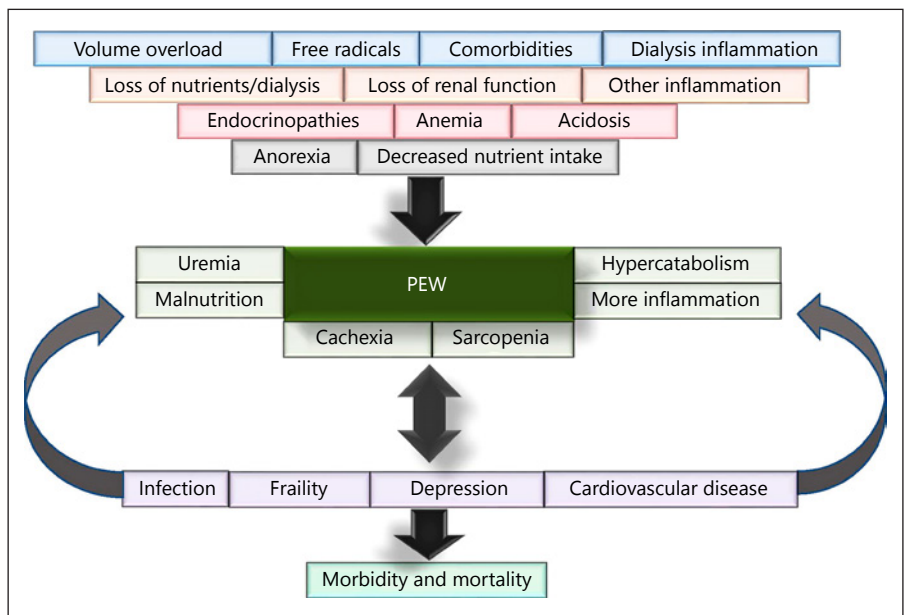 Volume overload Free radicals Comorbidities Dialysis inflammation
Loss of nutrients/dialysis Loss of renal function Other inflammation
Endocrinopathies Anemia Acidosis
Anorexia Decreased nutrient intake
Uremia PEW Hypercatabolism
Malnutrition More inflammation
Cachexia Sarcopenia
Infection Fraility Depression Cardiovascular disease
Morbidity and mortality